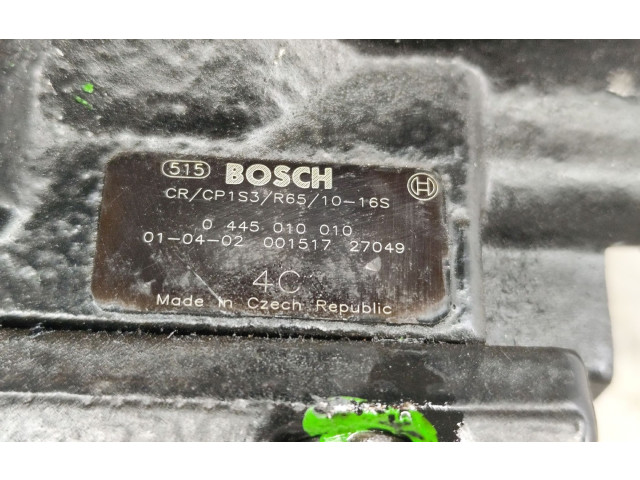 515 BOSCH
CR/CP1S3/R65/10-16S
0 445 010 010
01-04-02 001517 27049
4C
Made in Czech Republic